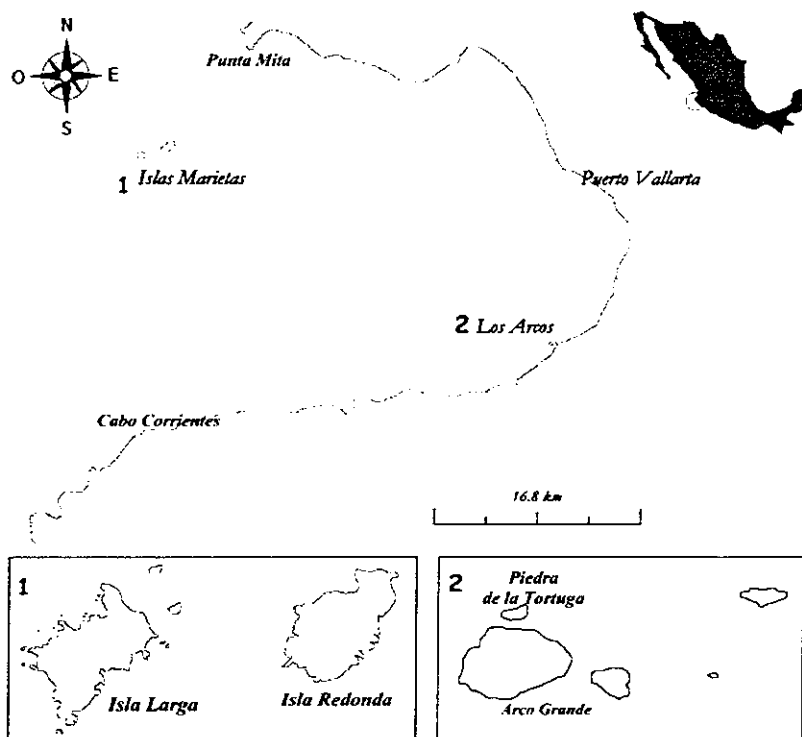 N
O E
S
Punta Mita
1 Islas Marietas
Puerto Vallarta
2 Los Arcos
Cabo Corrientes
16.8 km
1
Isla Larga
Isla Redonda
2
Piedra
de la Tortuga
Arco Grande